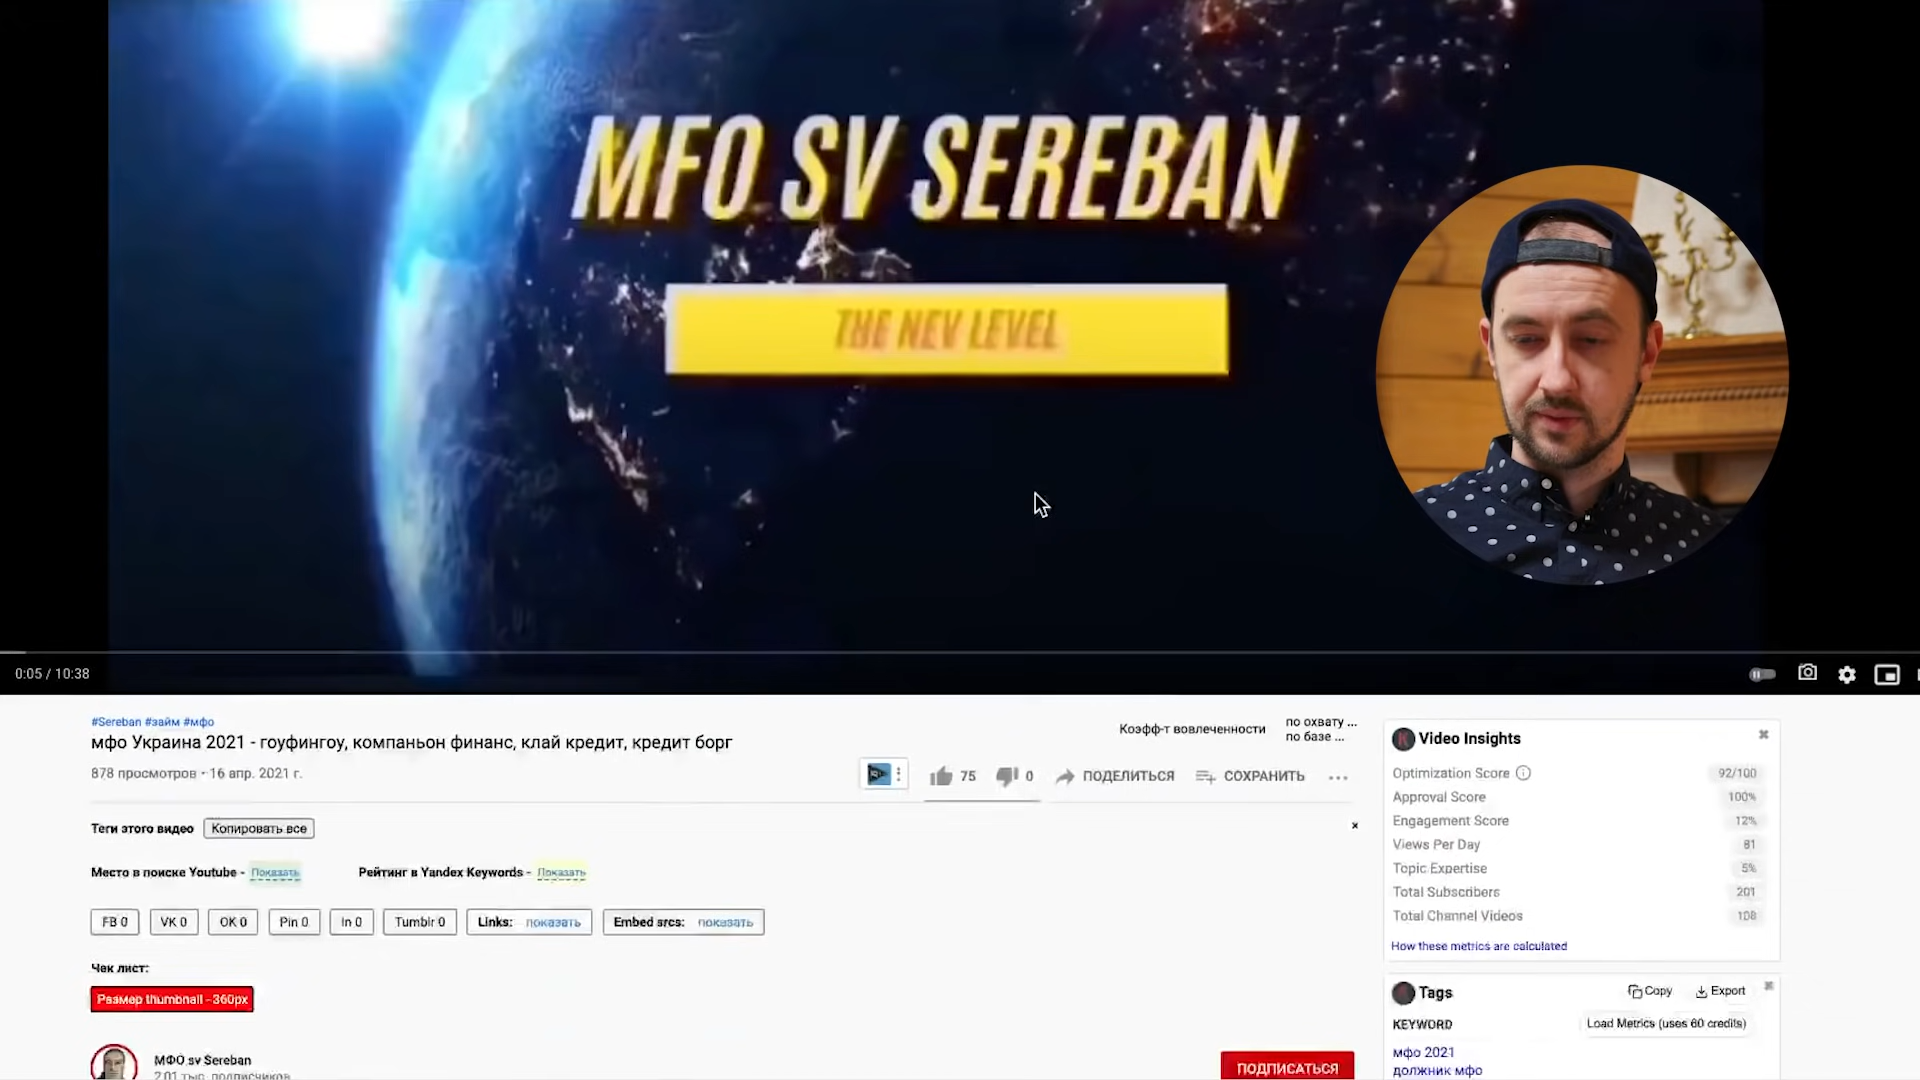 MFO SV SEREBAN
THE NEV LEVEL
0:05 / 10:38
#Sereban #займ #мфо
мфо Украина 2021 - гоуфингоу, компаньон финанс, клай кредит, кредит борг
878 просмотров • 16 апр. 2021 г.
Коэфф-т вовлеченности
по охвату ...
по базе ...
75
0
ПОДЕЛИТЬСЯ
СОХРАНИТЬ
Теги этого видео
Копировать все
Место в поиске Youtube - Показать
Рейтинг в Yandex Keywords - Показать
FB 0
VK 0
OK 0
Pin 0
In 0
Tumblr 0
Links: показать
Embed srcs: показать
Чек лист:
Размер thumbnail - 360px
МФО sv Sereban
2,01 тыс. подписчиков
ПОДПИСАТЬСЯ
Video Insights
Optimization Score 92/100
Approval Score 100%
Engagement Score 12%
Views Per Day 81
Topic Expertise 5%
Total Subscribers 201
Total Channel Videos 108
How these metrics are calculated
Tags
Copy
Export
KEYWORD
Load Metrics (uses 60 credits)
мфо 2021
должник мфо